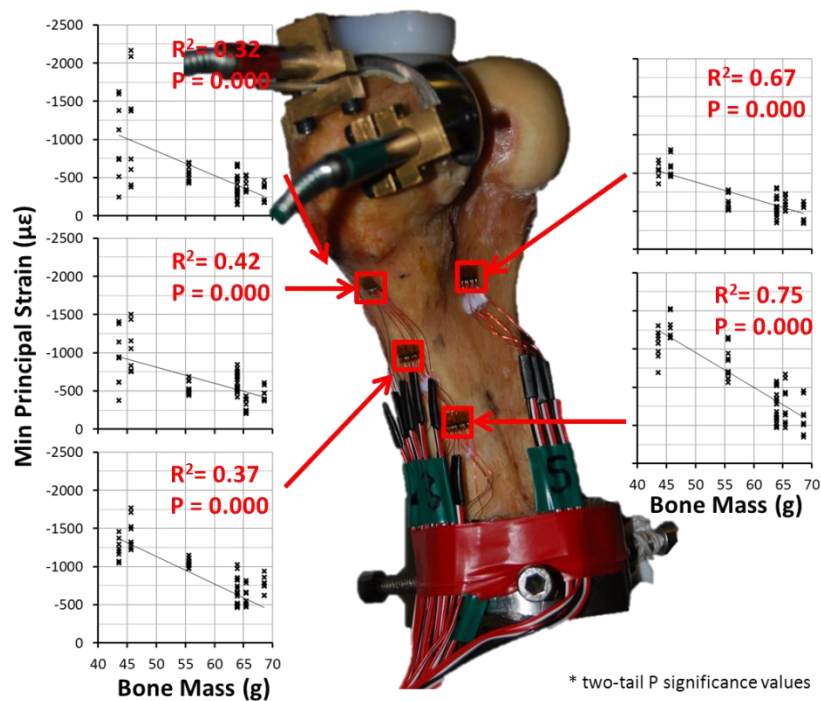 -2500
-2000
-1500
-1000
-500
0
R²= 0.32
P = 0.000
-2500
-2000
-1500
-1000
-500
0
R²= 0.42
P = 0.000
-2500
-2000
-1500
-1000
-500
0
R²= 0.37
P = 0.000
40 45 50 55 60 65 70
Bone Mass (g)
Min Principal Strain (με)
R²= 0.67
P = 0.000
R²= 0.75
P = 0.000
40 45 50 55 60 65 70
Bone Mass (g)
3
5
* two-tail P significance values